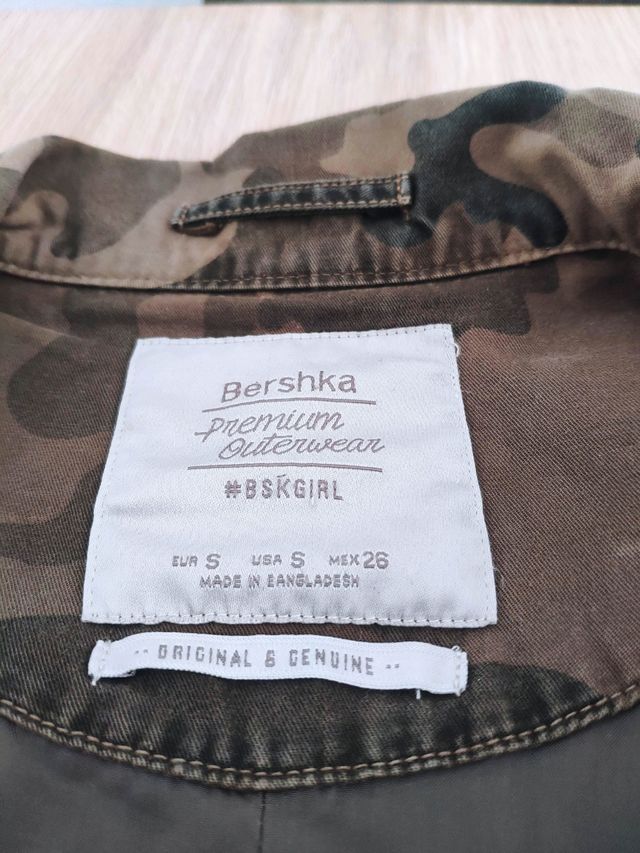 Bershka
Premium
Outerwear
#BSKGIRL
EUR S USA S MEX 26
MADE IN BANGLADESH
-- ORIGINAL & GENUINE --